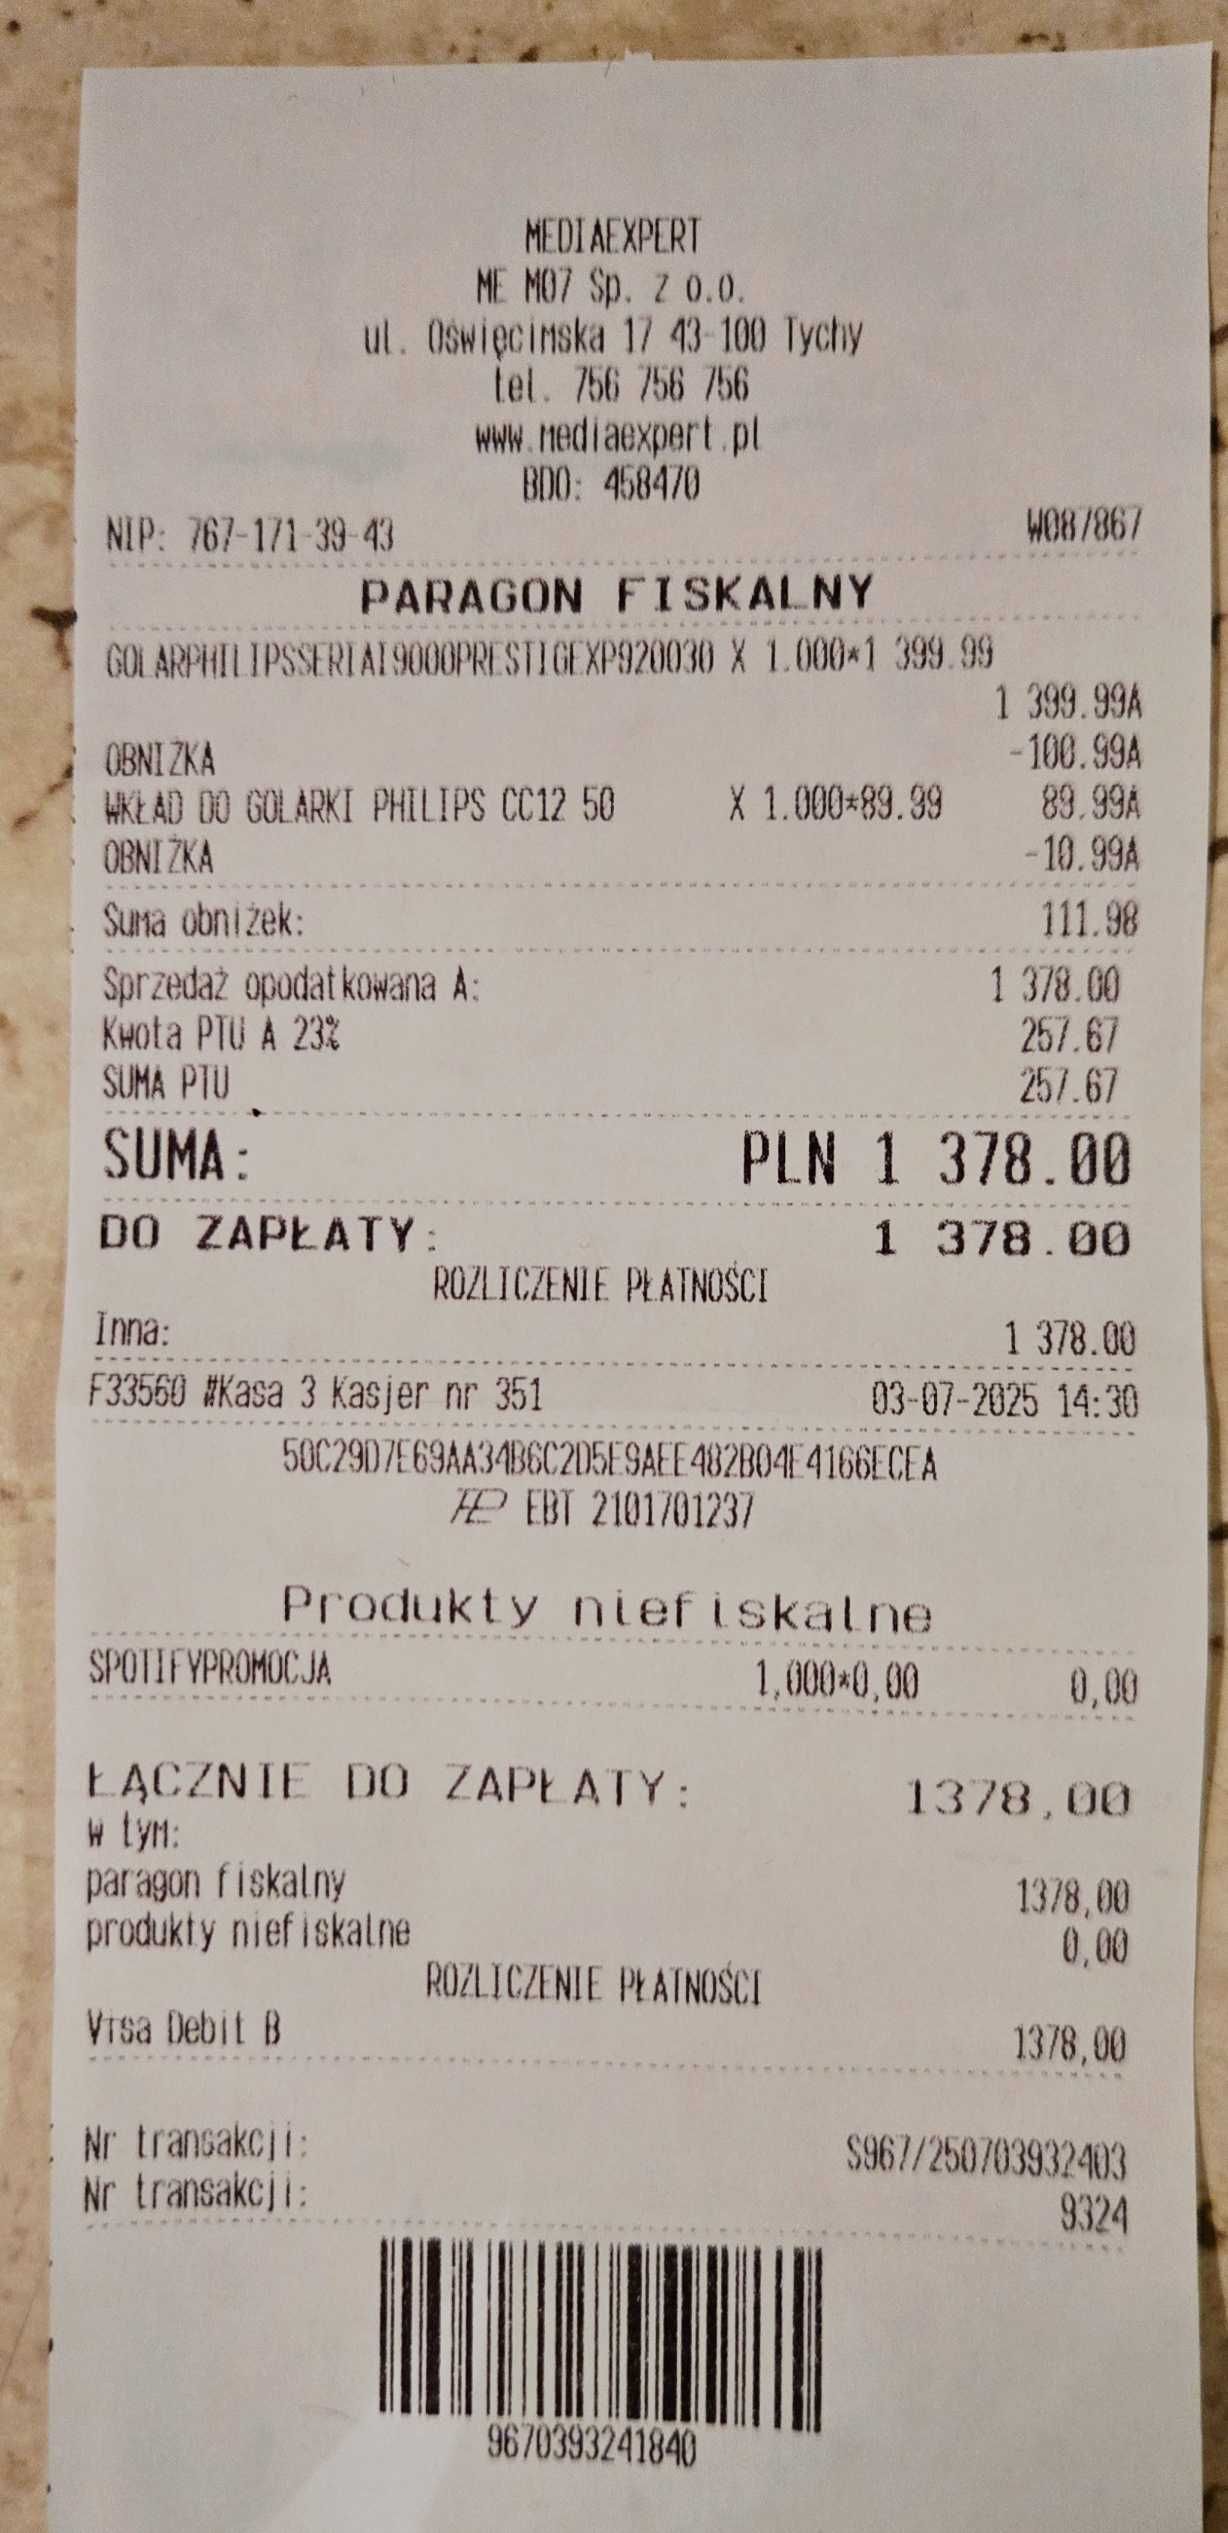 MEDIAEXPERT
ME M07 Sp. z o.o.
ul. Oświęcimska 17 43-100 Tychy
tel. 756 756 756
www.mediaexpert.pl
BDO: 458470
NIP: 767-171-39-43 W087867
PARAGON FISKALNY
GOLARPHILIPSSERIAI9000PRESTIGEXP920030 X 1.000*1 399.99
1 399.99A
OBNIŻKA -100.99A
WKŁAD DO GOLARKI PHILIPS CC12 50 X 1.000*89.99 89.99A
OBNIŻKA -10.99A
Suma obniżek: 111.98
Sprzedaż opodatkowana A: 1 378.00
Kwota PTU A 23% 257.67
SUMA PTU 257.67
SUMA: PLN 1 378.00
DO ZAPŁATY: 1 378.00
ROZLICZENIE PŁATNOŚCI
Inna: 1 378.00
F33560 #Kasa 3 Kasjer nr 351 03-07-2025 14:30
50C29D7E69AA34B6C2D5E9AEE482B04E4166ECEA
EBT 2101701237
Produkty niefiskalne
SPOTIFYPROMOCJA 1,000*0,00 0,00
ŁĄCZNIE DO ZAPŁATY: 1378,00
w tym:
paragon fiskalny 1378,00
produkty niefiskalne 0,00
ROZLICZENIE PŁATNOŚCI
Visa Debit B 1378,00
Nr transakcji: S967/250703932403
Nr transakcji: 9324
9670393241840